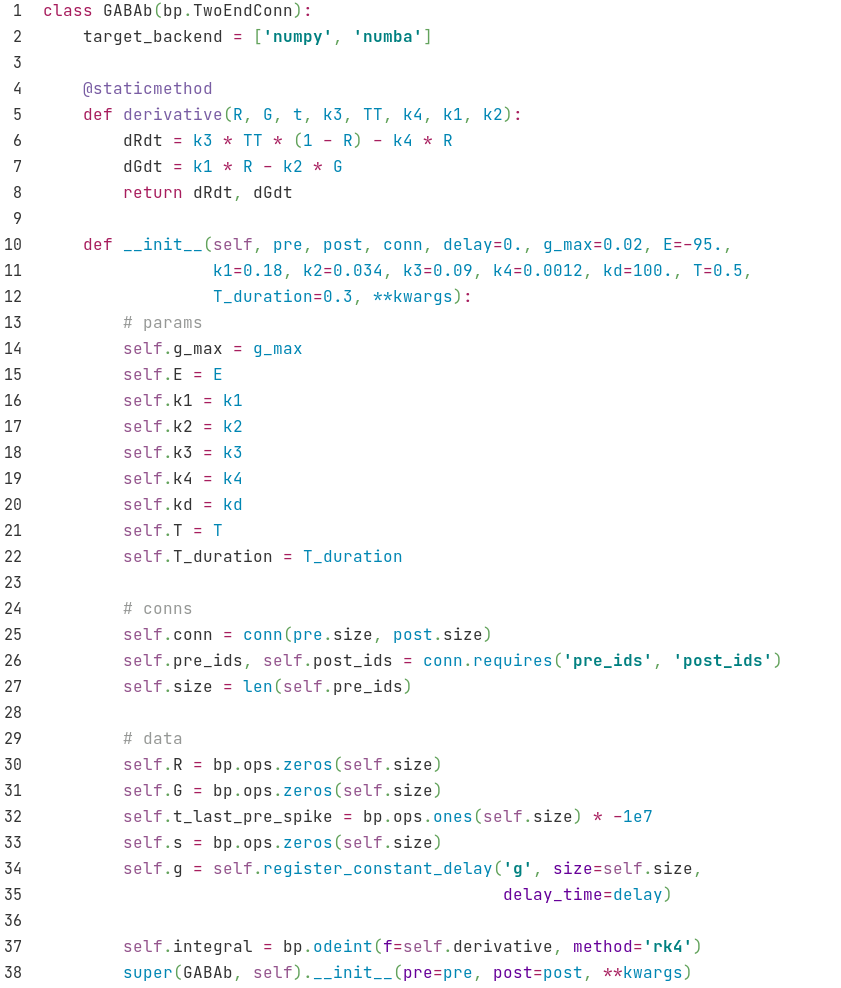 1 class GABAb(bp.TwoEndConn):
2     target_backend = ['numpy', 'numba']
3
4     @staticmethod
5     def derivative(R, G, t, k3, TT, k4, k1, k2):
6         dRdt = k3 * TT * (1 - R) - k4 * R
7         dGdt = k1 * R - k2 * G
8         return dRdt, dGdt
9
10     def __init__(self, pre, post, conn, delay=0., g_max=0.02, E=-95.,
11                  k1=0.18, k2=0.034, k3=0.09, k4=0.0012, kd=100., T=0.5,
12                  T_duration=0.3, **kwargs):
13         # params
14         self.g_max = g_max
15         self.E = E
16         self.k1 = k1
17         self.k2 = k2
18         self.k3 = k3
19         self.k4 = k4
20         self.kd = kd
21         self.T = T
22         self.T_duration = T_duration
23
24         # conns
25         self.conn = conn(pre.size, post.size)
26         self.pre_ids, self.post_ids = conn.requires('pre_ids', 'post_ids')
27         self.size = len(self.pre_ids)
28
29         # data
30         self.R = bp.ops.zeros(self.size)
31         self.G = bp.ops.zeros(self.size)
32         self.t_last_pre_spike = bp.ops.ones(self.size) * -1e7
33         self.s = bp.ops.zeros(self.size)
34         self.g = self.register_constant_delay('g', size=self.size,
35                                               delay_time=delay)
36
37         self.integral = bp.odeint(f=self.derivative, method='rk4')
38         super(GABAb, self).__init__(pre=pre, post=post, **kwargs)